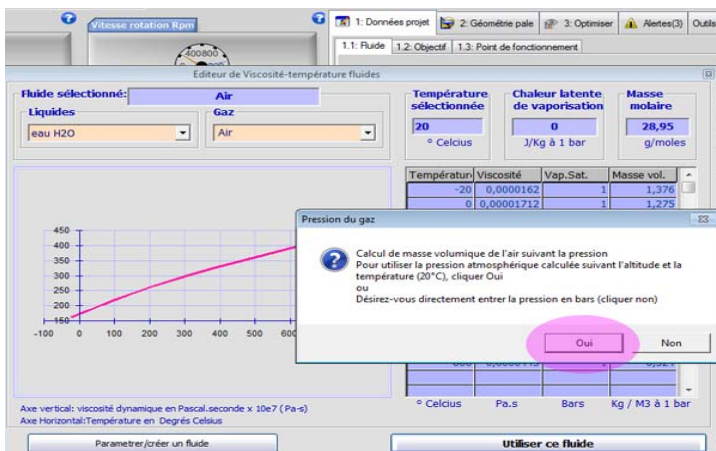 Vitesse rotation Rpm
400800
1: Données projet 2: Géométrie pale 3: Optimiser Alertes(3) Outils
1.1: Fluide 1.2: Objectif 1.3: Point de fonctionnement
Editeur de Viscosité-température fluides
Fluide sélectionné: Air
Liquides Gaz
eau H2O Air
Température sélectionnée
20
° Celcius
Chaleur latente de vaporisation
0
J/Kg à 1 bar
Masse molaire
28,95
g/moles
Températur Viscosité Vap.Sat. Masse vol.
-20 0,0000162 1 1,376
0 0,00001712 1 1,275
450
400
350
300
250
200
150
-100 0 100 200 300 400 500
Pression du gaz
Calcul de masse volumique de l'air suivant la pression
Pour utiliser la pression atmosphérique calculée suivant l'altitude et la
température (20°C), cliquer Oui
ou
Désirez-vous directement entrer la pression en bars (cliquer non)
Oui Non
° Celcius Pa.s Bars Kg / M3 à 1 bar
Axe vertical: viscosité dynamique en Pascal.seconde x 10e7 ( Pa-s)
Axe Horizontal:Température en Degrés Celsius
Parametrer/créer un fluide Utiliser ce fluide